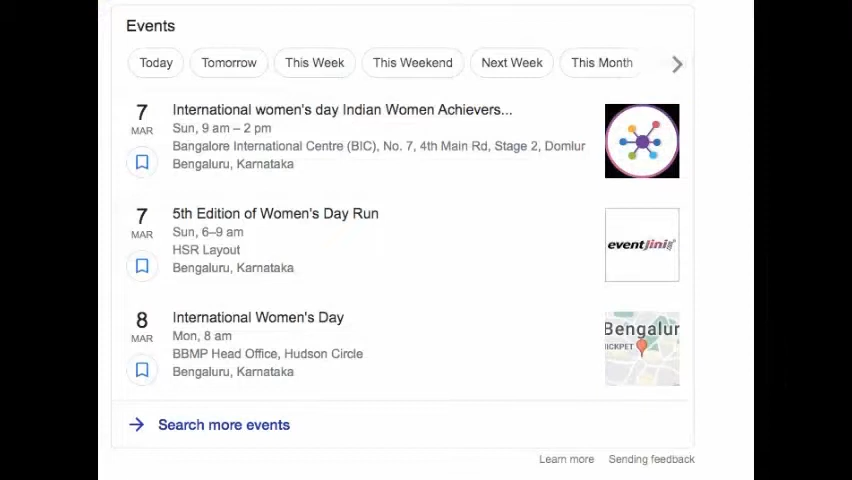 Events
Today Tomorrow This Week This Weekend Next Week This Month
7
MAR
International women's day Indian Women Achievers...
Sun, 9 am – 2 pm
Bangalore International Centre (BIC), No. 7, 4th Main Rd, Stage 2, Domlur
Bengaluru, Karnataka
7
MAR
5th Edition of Women's Day Run
Sun, 6–9 am
HSR Layout
Bengaluru, Karnataka
eventjini
8
MAR
International Women's Day
Mon, 8 am
BBMP Head Office, Hudson Circle
Bengaluru, Karnataka
Bengalur
HICKPET
Search more events
Learn more Sending feedback